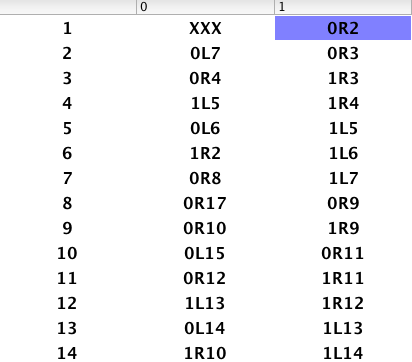 0 1
1 XXX 0R2
2 0L7 0R3
3 0R4 1R3
4 1L5 1R4
5 0L6 1L5
6 1R2 1L6
7 0R8 1L7
8 0R17 0R9
9 0R10 1R9
10 0L15 0R11
11 0R12 1R11
12 1L13 1R12
13 0L14 1L13
14 1R10 1L14